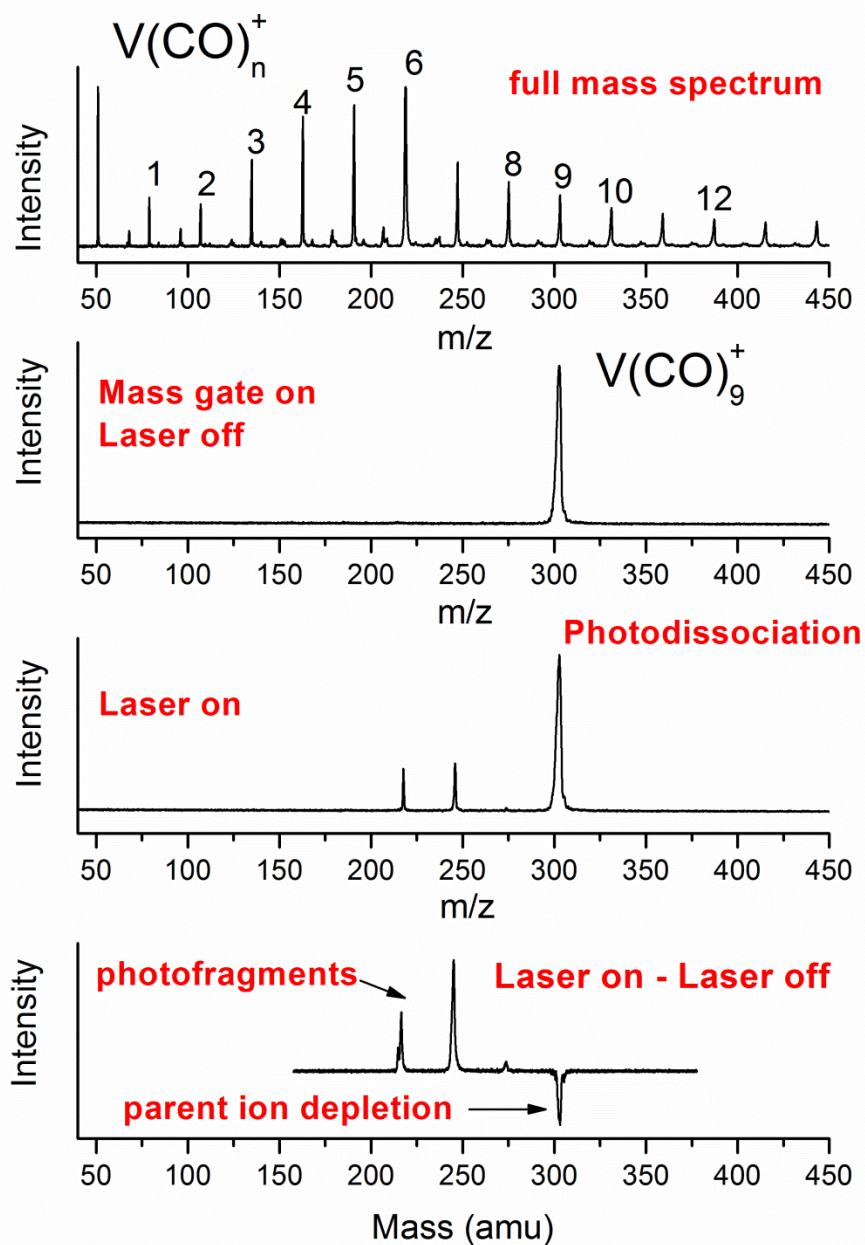 V(CO)n+
full mass spectrum
1 2 3 4 5 6 8 9 10 12
Intensity
50 100 150 200 250 300 350 400 450
m/z
Mass gate on
Laser off
V(CO)9+
Intensity
50 100 150 200 250 300 350 400 450
m/z
Photodissociation
Laser on
Intensity
50 100 150 200 250 300 350 400 450
m/z
photofragments
Laser on - Laser off
parent ion depletion
Intensity
50 100 150 200 250 300 350 400 450
Mass (amu)